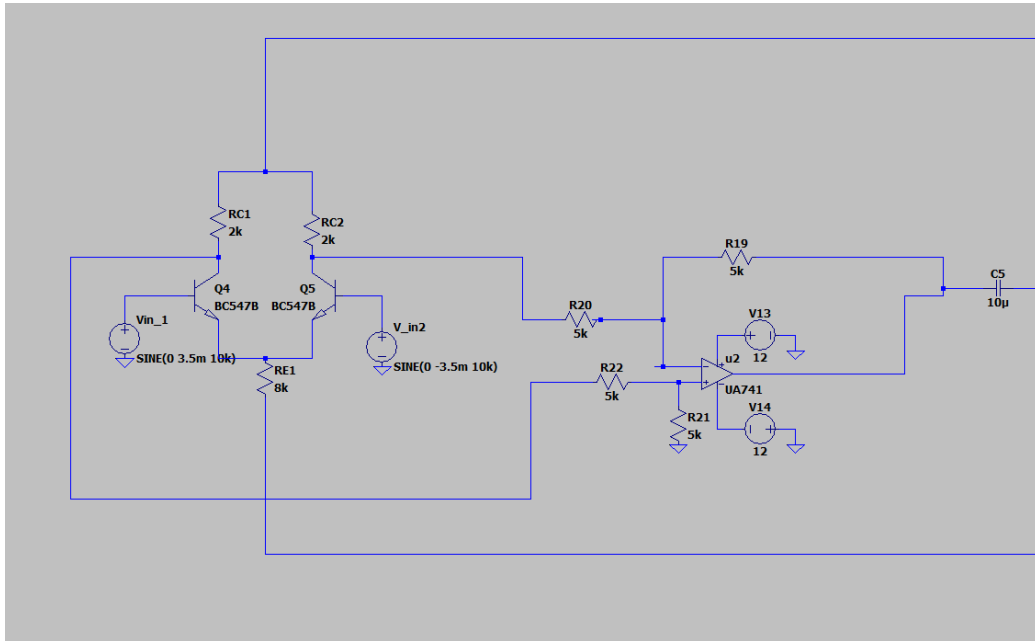 RC1
2k
RC2
2k
Q4
BC547B
Q5
BC547B
Vin_1
SINE(0 3.5m 10k)
V_in2
SINE(0 -3.5m 10k)
RE1
8k
R19
5k
R20
5k
R22
5k
R21
5k
V13
12
u2
UA741
V14
12
C5
10µ